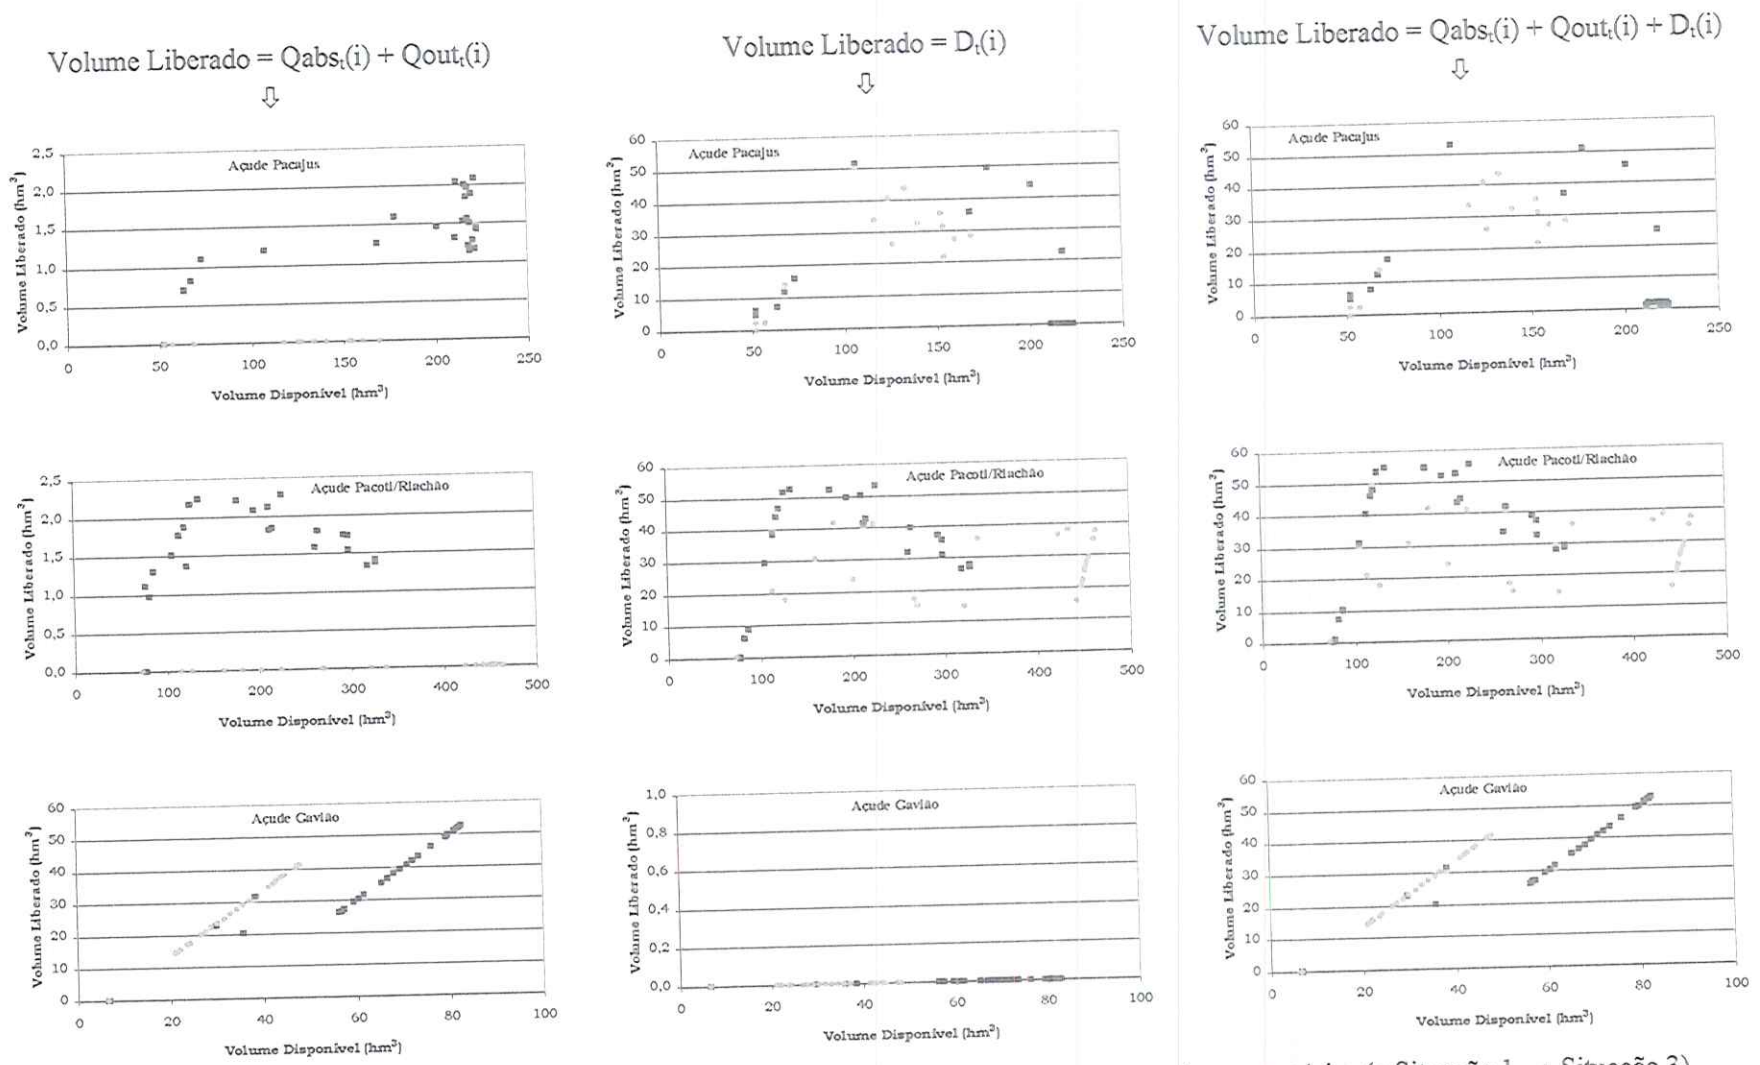 Volume Liberado = Qabsₜ(i) + Qoutₜ(i)
Volume Liberado = Dₜ(i)
Volume Liberado = Qabsₜ(i) + Qoutₜ(i) + Dₜ(i)
Açude Pacajus
Volume Liberado (hm³)
2,5
2,0
1,5
1,0
0,5
0,0
0 50 100 150 200 250
Volume Disponível (hm³)
Açude Pacajus
Volume Liberado (hm³)
60
50
40
30
20
10
0
0 50 100 150 200 250
Volume Disponível (hm³)
Açude Pacajus
Volume Liberado (hm³)
60
50
40
30
20
10
0
0 50 100 150 200 250
Volume Disponível (hm³)
Açude Pacoti/Riachão
Volume Liberado (hm³)
2,5
2,0
1,5
1,0
0,5
0,0
0 100 200 300 400 500
Volume Disponível (hm³)
Açude Pacoti/Riachão
Volume Liberado (hm³)
60
50
40
30
20
10
0
0 100 200 300 400 500
Volume Disponível (hm³)
Açude Pacoti/Riachão
Volume Liberado (hm³)
60
50
40
30
20
10
0
0 100 200 300 400 500
Volume Disponível (hm³)
Açude Gavião
Volume Liberado (hm³)
60
50
40
30
20
10
0
0 20 40 60 80 100
Volume Disponível (hm³)
Açude Gavião
Volume Liberado (hm³)
1,0
0,8
0,6
0,4
0,2
0,0
0 20 40 60 80 100
Volume Disponível (hm³)
Açude Gavião
Volume Liberado (hm³)
60
50
40
30
20
10
0
0 20 40 60 80 100
Volume Disponível (hm³)
Situação 3)